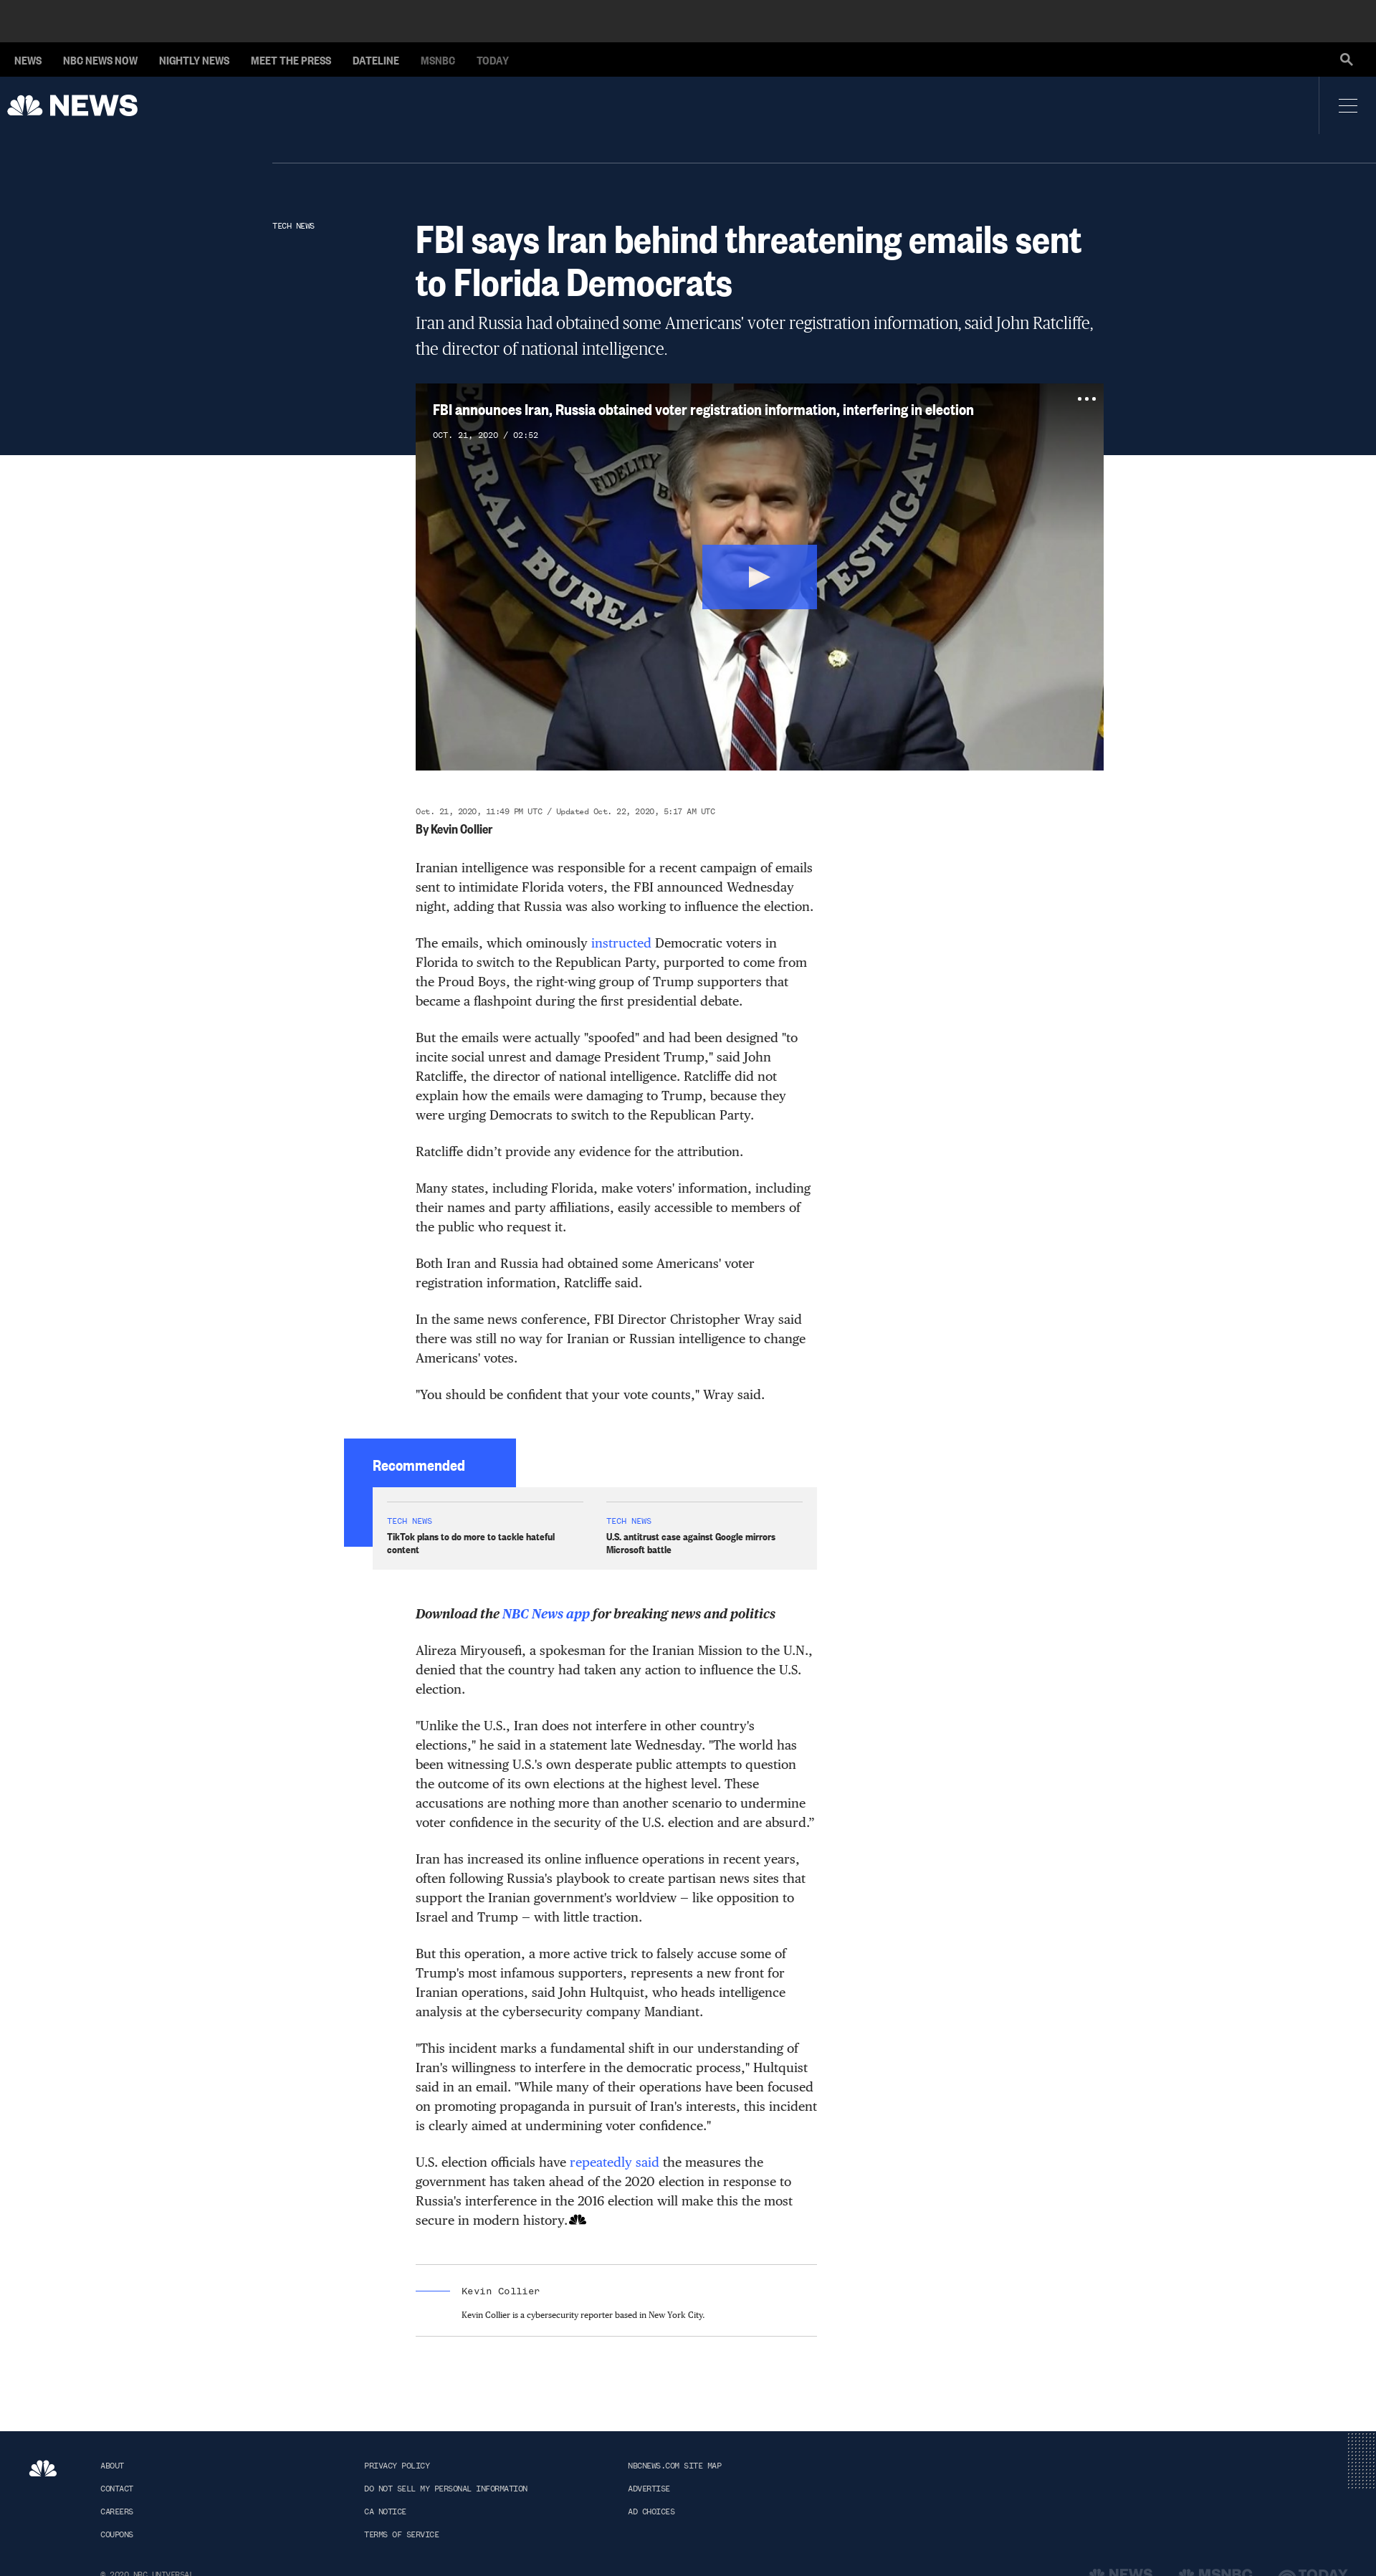 NEWS NBC NEWS NOW NIGHTLY NEWS MEET THE PRESS DATELINE MSNBC TODAY
NEWS
TECH NEWS
FBI says Iran behind threatening emails sent
to Florida Democrats
Iran and Russia had obtained some Americans' voter registration information, said John Ratcliffe,
the director of national intelligence.
FBI announces Iran, Russia obtained voter registration information, interfering in election
OCT. 21, 2020 / 02:52
Oct. 21, 2020, 11:49 PM UTC / Updated Oct. 22, 2020, 5:17 AM UTC
By Kevin Collier
Iranian intelligence was responsible for a recent campaign of emails
sent to intimidate Florida voters, the FBI announced Wednesday
night, adding that Russia was also working to influence the election.
The emails, which ominously instructed Democratic voters in
Florida to switch to the Republican Party, purported to come from
the Proud Boys, the right-wing group of Trump supporters that
became a flashpoint during the first presidential debate.
But the emails were actually "spoofed" and had been designed "to
incite social unrest and damage President Trump," said John
Ratcliffe, the director of national intelligence. Ratcliffe did not
explain how the emails were damaging to Trump, because they
were urging Democrats to switch to the Republican Party.
Ratcliffe didn’t provide any evidence for the attribution.
Many states, including Florida, make voters' information, including
their names and party affiliations, easily accessible to members of
the public who request it.
Both Iran and Russia had obtained some Americans' voter
registration information, Ratcliffe said.
In the same news conference, FBI Director Christopher Wray said
there was still no way for Iranian or Russian intelligence to change
Americans' votes.
"You should be confident that your vote counts," Wray said.
Recommended
TECH NEWS
TikTok plans to do more to tackle hateful
content
TECH NEWS
U.S. antitrust case against Google mirrors
Microsoft battle
Download the NBC News app for breaking news and politics
Alireza Miryousefi, a spokesman for the Iranian Mission to the U.N.,
denied that the country had taken any action to influence the U.S.
election.
"Unlike the U.S., Iran does not interfere in other country's
elections," he said in a statement late Wednesday. "The world has
been witnessing U.S.'s own desperate public attempts to question
the outcome of its own elections at the highest level. These
accusations are nothing more than another scenario to undermine
voter confidence in the security of the U.S. election and are absurd.”
Iran has increased its online influence operations in recent years,
often following Russia's playbook to create partisan news sites that
support the Iranian government's worldview — like opposition to
Israel and Trump — with little traction.
But this operation, a more active trick to falsely accuse some of
Trump's most infamous supporters, represents a new front for
Iranian operations, said John Hultquist, who heads intelligence
analysis at the cybersecurity company Mandiant.
"This incident marks a fundamental shift in our understanding of
Iran's willingness to interfere in the democratic process," Hultquist
said in an email. "While many of their operations have been focused
on promoting propaganda in pursuit of Iran's interests, this incident
is clearly aimed at undermining voter confidence."
U.S. election officials have repeatedly said the measures the
government has taken ahead of the 2020 election in response to
Russia's interference in the 2016 election will make this the most
secure in modern history.
Kevin Collier
Kevin Collier is a cybersecurity reporter based in New York City.
ABOUT
CONTACT
CAREERS
COUPONS
PRIVACY POLICY
DO NOT SELL MY PERSONAL INFORMATION
CA NOTICE
TERMS OF SERVICE
NBCNEWS.COM SITE MAP
ADVERTISE
AD CHOICES
© 2020 NBC UNIVERSAL
NEWS MSNBC TODAY